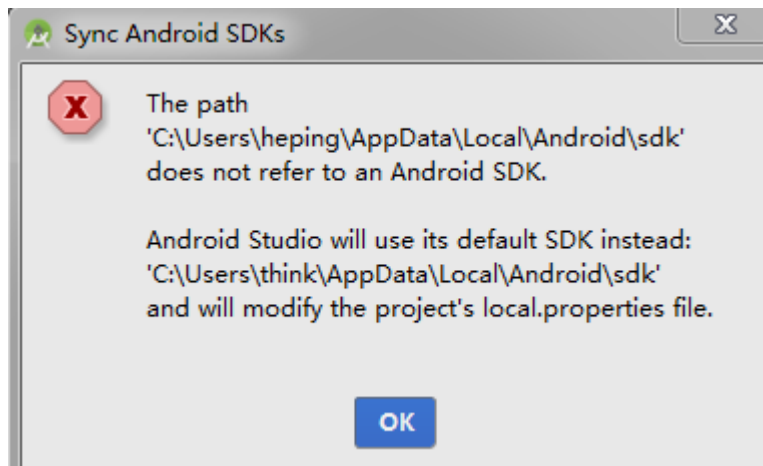 Sync Android SDKs
The path
'C:\Users\heping\AppData\Local\Android\sdk'
does not refer to an Android SDK.
Android Studio will use its default SDK instead:
'C:\Users\think\AppData\Local\Android\sdk'
and will modify the project's local.properties file.
OK